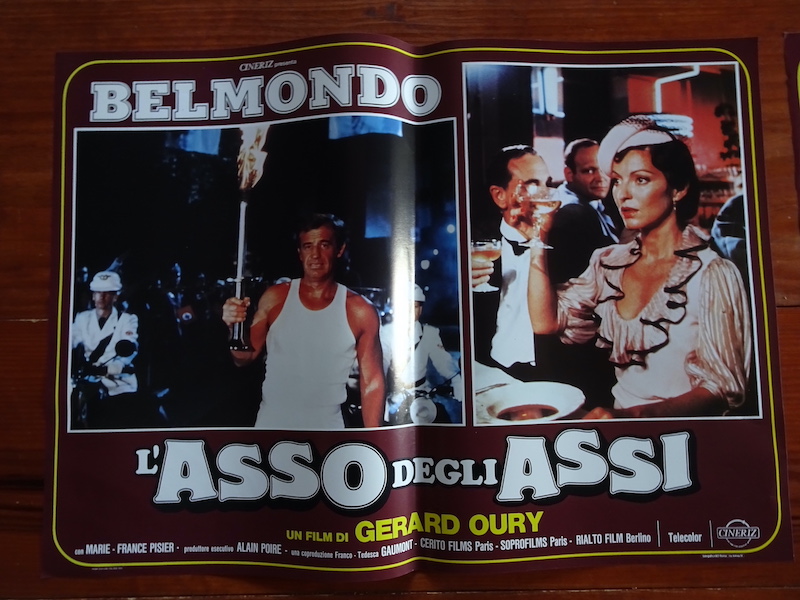 CINERIZ presenta
BELMONDO
L'ASSO DEGLI ASSI
UN FILM DI GERARD OURY
con MARIE - FRANCE PISIER - produttore esecutivo ALAIN POIRE - una coproduzione Franco - Tedesca GAUMONT - CERITO FILMS Paris - SOPROFILMS Paris - RIALTO FILM Berlino Telecolor CINERIZ